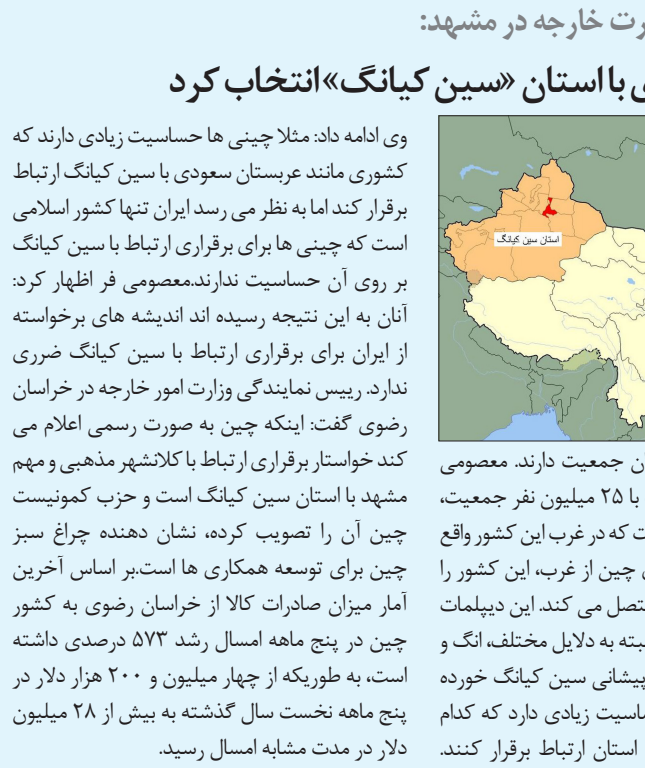 رت خارجه در مشهد:
ی با استان «سین کیانگ» انتخاب کرد
استان سین کیانگ
ن جمعیت دارند. معصومی
با ۲۵ میلیون نفر جمعیت،
ت که در غرب این کشور واقع
چین از غرب، این کشور را
تصل می کند. این دیپلمات
بسته به دلایل مختلف، انگ و
پیشانی سین کیانگ خورده
ساسیت زیادی دارد که کدام
استان ارتباط برقرار کنند.
وی ادامه داد: مثلا چینی ها حساسیت زیادی دارند که
کشوری مانند عربستان سعودی با سین کیانگ ارتباط
برقرار کند اما به نظر می رسد ایران تنها کشور اسلامی
است که چینی ها برای برقراری ارتباط با سین کیانگ
بر روی آن حساسیت ندارند.معصومی فر اظهار کرد:
آنان به این نتیجه رسیده اند اندیشه های برخواسته
از ایران برای برقراری ارتباط با سین کیانگ ضرری
ندارد. رییس نمایندگی وزارت امور خارجه در خراسان
رضوی گفت: اینکه چین به صورت رسمی اعلام می
کند خواستار برقراری ارتباط با کلانشهر مذهبی و مهم
مشهد با استان سین کیانگ است و حزب کمونیست
چین آن را تصویب کرده، نشان دهنده چراغ سبز
چین برای توسعه همکاری ها است.بر اساس آخرین
آمار میزان صادرات کالا از خراسان رضوی به کشور
چین در پنج ماهه امسال رشد ۵۷۳ درصدی داشته
است، به طوریکه از چهار میلیون و ۲۰۰ هزار دلار در
پنج ماهه نخست سال گذشته به بیش از ۲۸ میلیون
دلار در مدت مشابه امسال رسید.